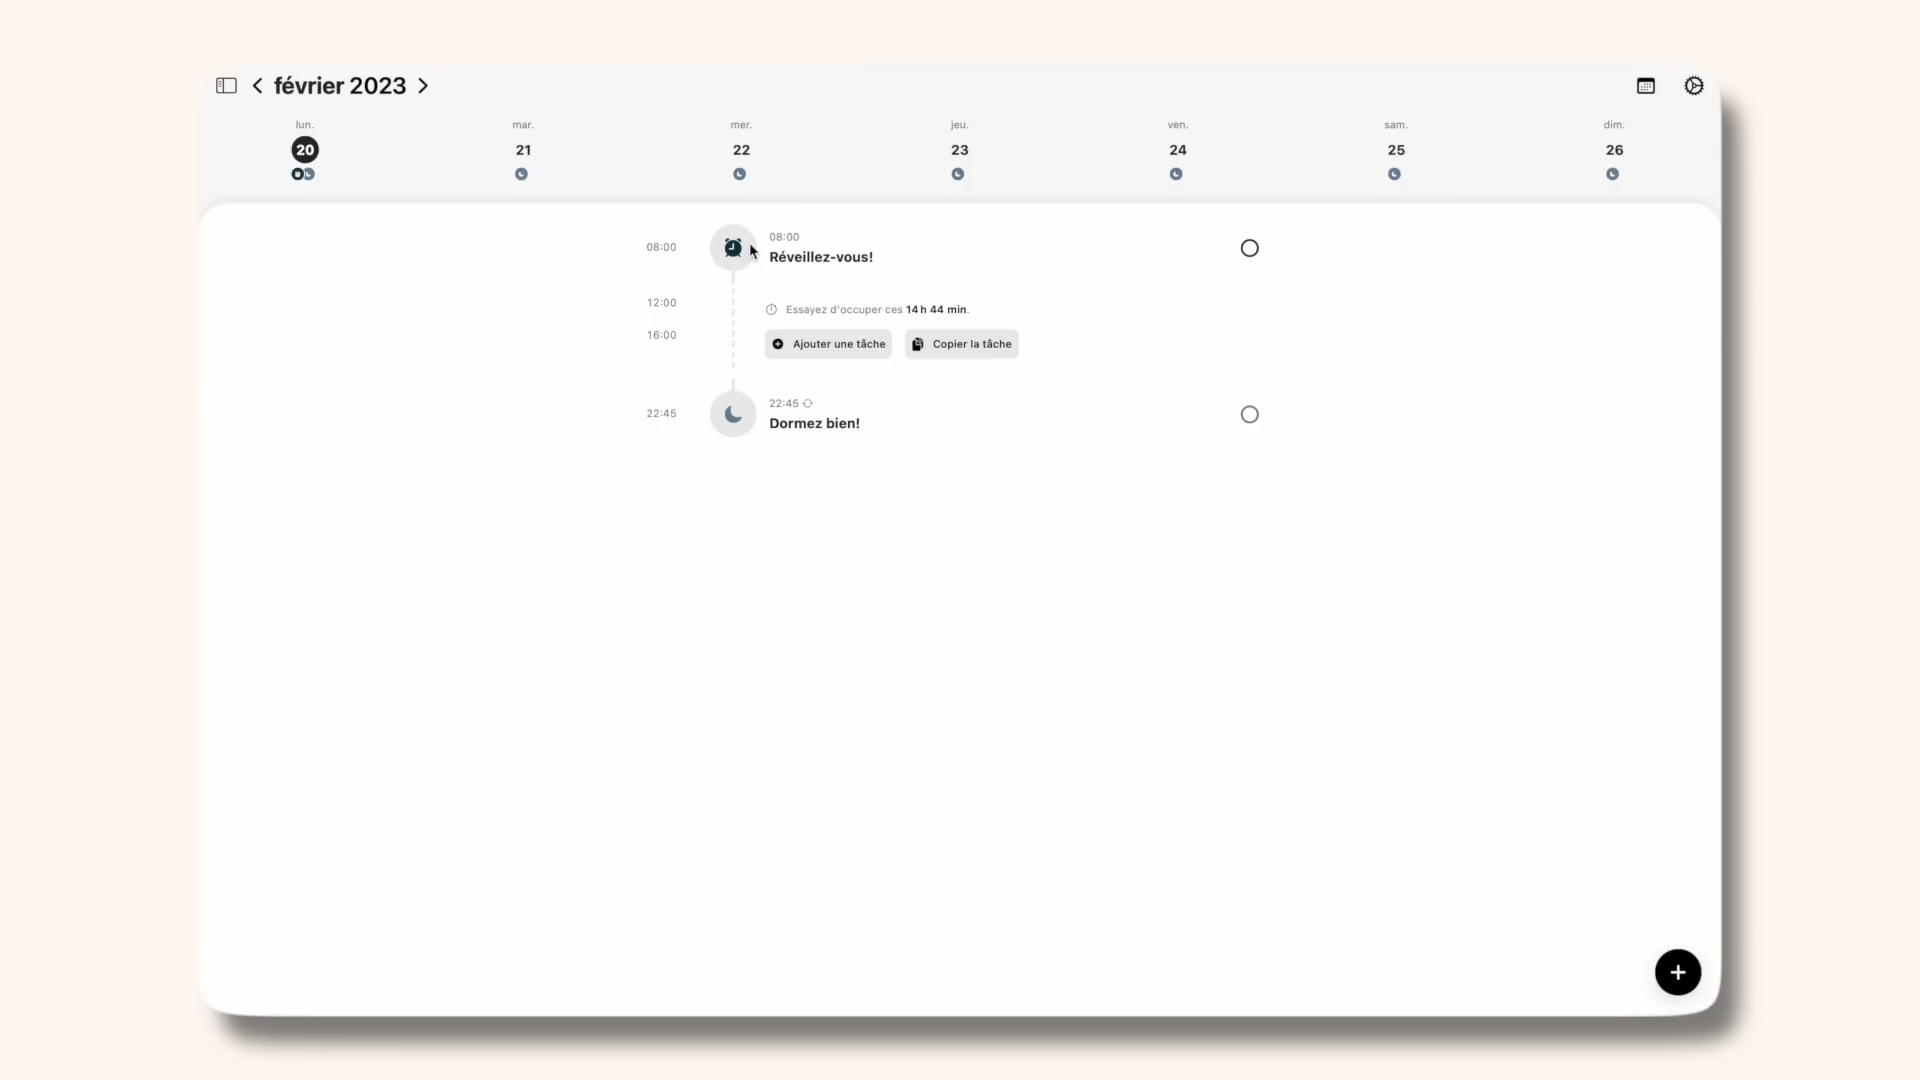 février 2023
lun. mar. mer. jeu. ven. sam. dim.
20 21 22 23 24 25 26
08:00
08:00
Réveillez-vous!
12:00
Essayez d'occuper ces 14 h 44 min.
16:00
Ajouter une tâche
Copier la tâche
22:45
22:45
Dormez bien!